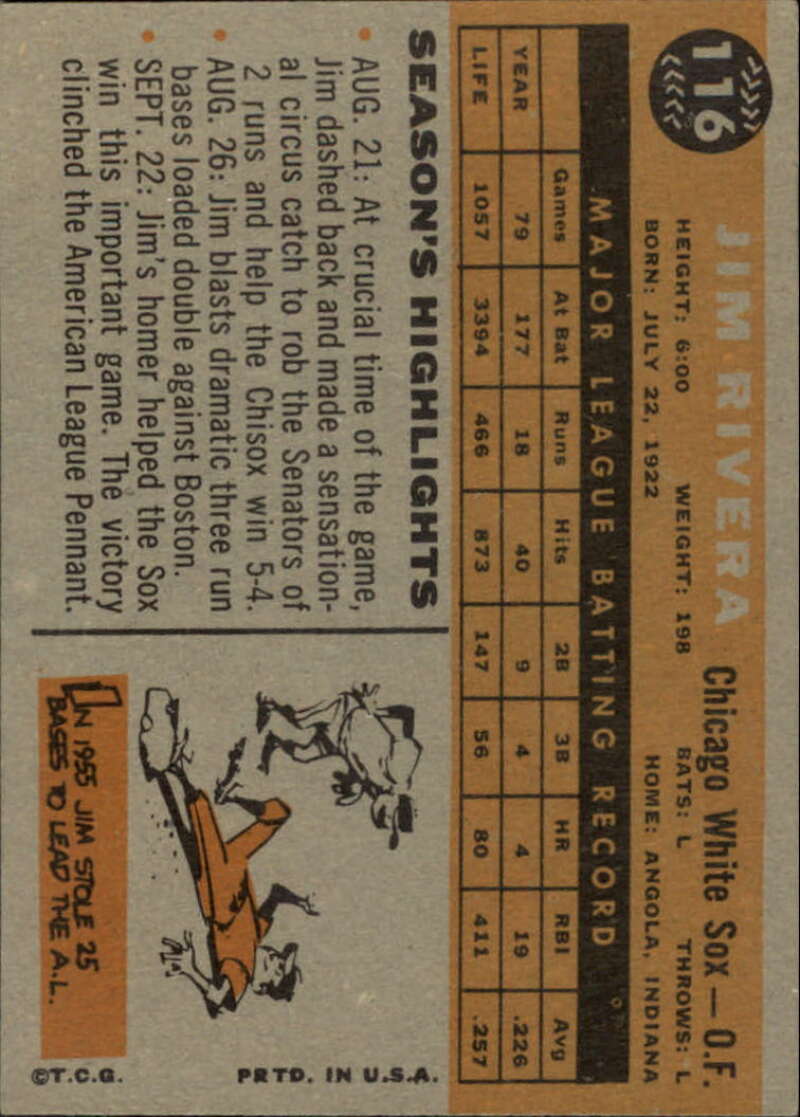 116
JIM RIVERA Chicago White Sox — O.F.
HEIGHT: 6:00 WEIGHT: 198 BATS: L THROWS: L
BORN: JULY 22, 1922 HOME: ANGOLA, INDIANA
MAJOR LEAGUE BATTING RECORD
Games At Bat Runs Hits 2B 3B HR RBI Avg
YEAR 79 177 18 40 9 4 4 19 .226
LIFE 1057 3394 466 873 147 56 80 411 .257
SEASON'S HIGHLIGHTS
• AUG. 21: At crucial time of the game,
Jim dashed back and made a sensation-
al circus catch to rob the Senators of
2 runs and help the Chisox win 5-4.
• AUG. 26: Jim blasts dramatic three run
bases loaded double against Boston.
• SEPT. 22: Jim's homer helped the Sox
win this important game. The victory
clinched the American League Pennant.
IN 1955 JIM STOLE 25
BASES TO LEAD THE A.L.
©T.C.G. PRTD. IN U.S.A.